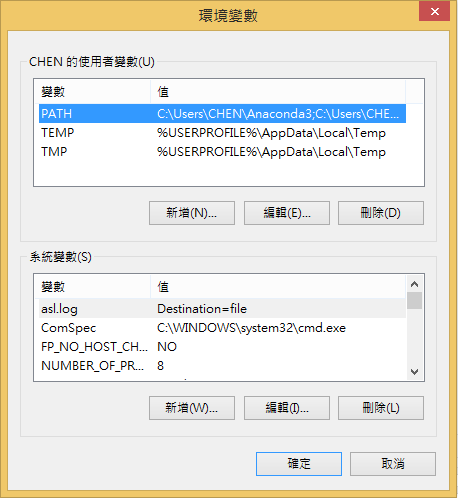 環境變數
CHEN 的使用者變數(U)
變數 值
PATH C:\Users\CHEN\Anaconda3;C:\Users\CHE...
TEMP %USERPROFILE%\AppData\Local\Temp
TMP %USERPROFILE%\AppData\Local\Temp
新增(N)... 編輯(E)... 刪除(D)
系統變數(S)
變數 值
asl.log Destination=file
ComSpec C:\WINDOWS\system32\cmd.exe
FP_NO_HOST_CH... NO
NUMBER_OF_PR... 8
新增(W)... 編輯(I)... 刪除(L)
確定 取消